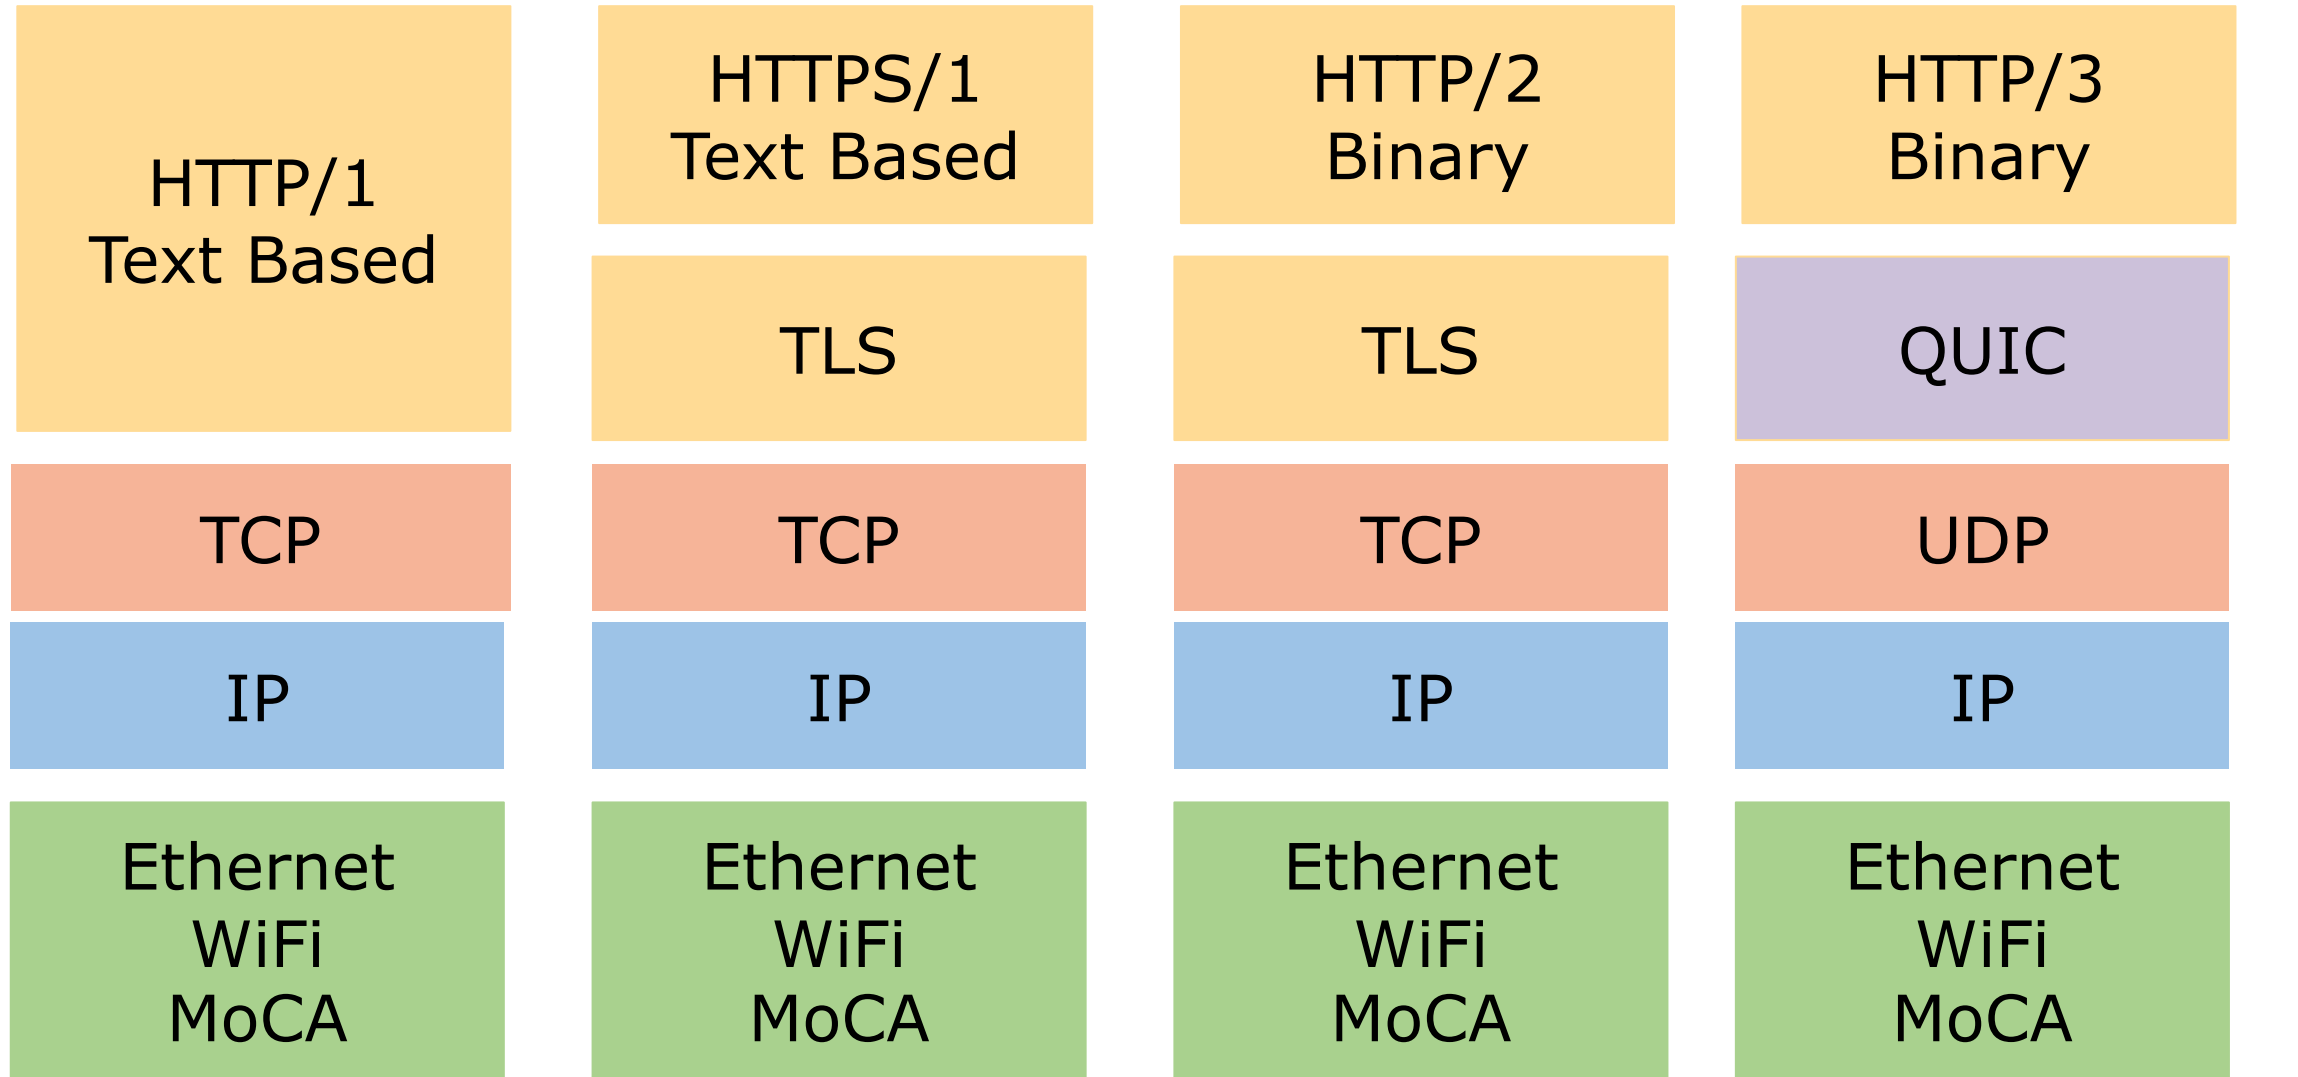 HTTP/1
Text Based
TCP
IP
Ethernet
WiFi
MoCA
HTTPS/1
Text Based
TLS
TCP
IP
Ethernet
WiFi
MoCA
HTTP/2
Binary
TLS
TCP
IP
Ethernet
WiFi
MoCA
HTTP/3
Binary
QUIC
UDP
IP
Ethernet
WiFi
MoCA